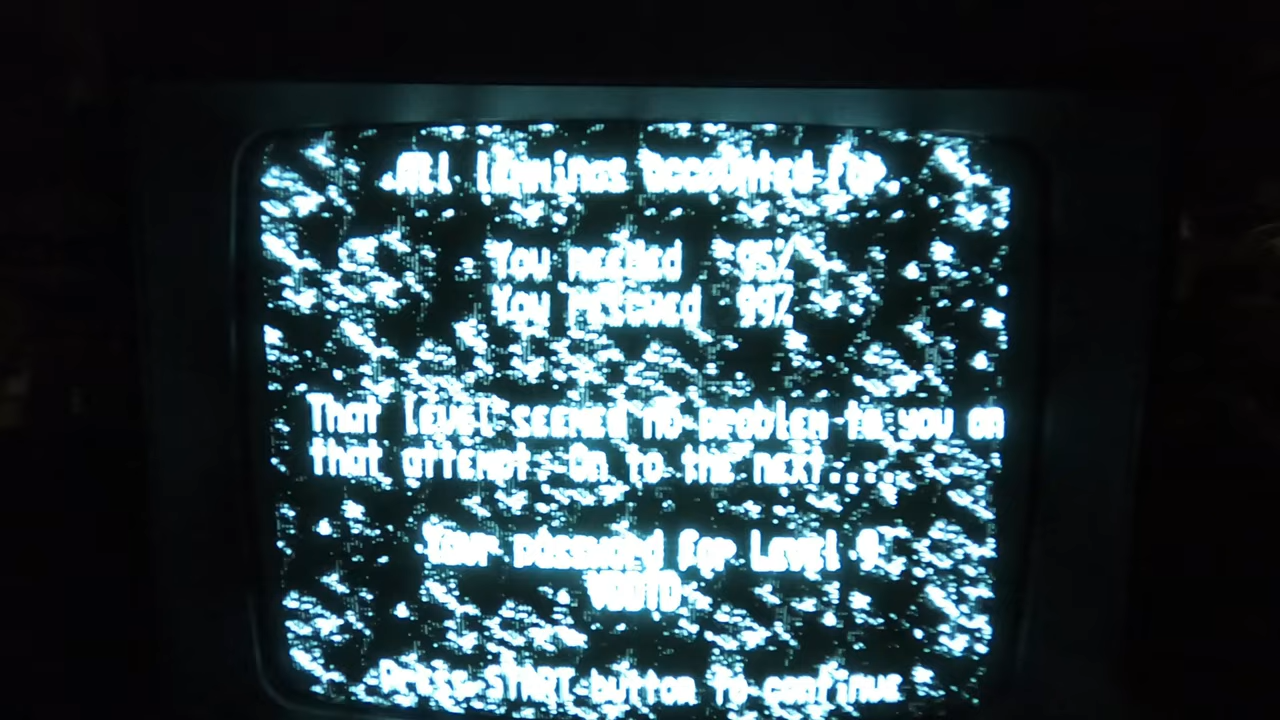 All lemmings accounted for.
You needed 95%
You rescued 99%
That level seemed no problem to you on
that attempt. On to the next....
Your password for Level 9
Press START button to continue